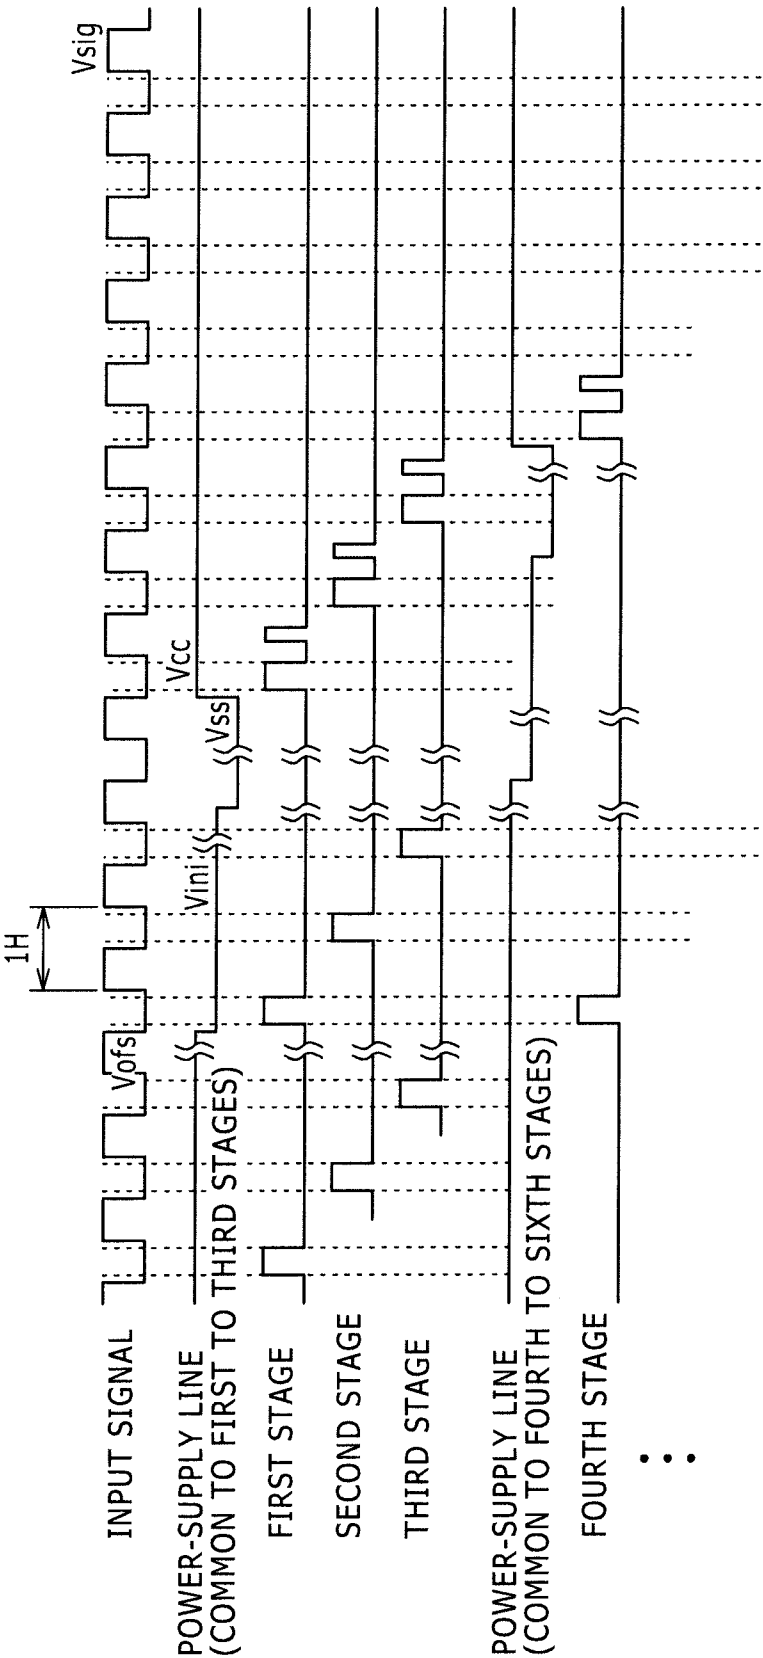 1H
Vsig
Vofs
INPUT SIGNAL
Vini
Vss
Vcc
POWER-SUPPLY LINE
(COMMON TO FIRST TO THIRD STAGES)
FIRST STAGE
SECOND STAGE
THIRD STAGE
POWER-SUPPLY LINE
(COMMON TO FOURTH TO SIXTH STAGES)
FOURTH STAGE